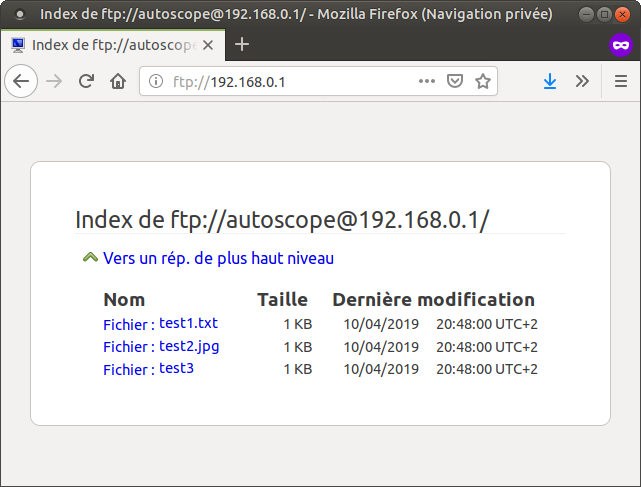 Index de ftp://autoscope@192.168.0.1/ - Mozilla Firefox (Navigation privée)
Index de ftp://autoscope
ftp://192.168.0.1
Index de ftp://autoscope@192.168.0.1/
Vers un rép. de plus haut niveau
Nom Taille Dernière modification
Fichier : test1.txt 1 KB 10/04/2019 20:48:00 UTC+2
Fichier : test2.jpg 1 KB 10/04/2019 20:48:00 UTC+2
Fichier : test3 1 KB 10/04/2019 20:48:00 UTC+2